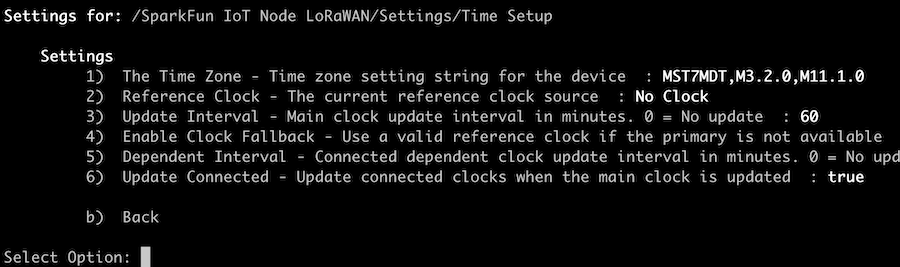 Settings for: /SparkFun IoT Node LoRaWAN/Settings/Time Setup
Settings
1) The Time Zone - Time zone setting string for the device : MST7MDT,M3.2.0,M11.1.0
2) Reference Clock - The current reference clock source : No Clock
3) Update Interval - Main clock update interval in minutes. 0 = No update : 60
4) Enable Clock Fallback - Use a valid reference clock if the primary is not available
5) Dependent Interval - Connected dependent clock update interval in minutes. 0 = No upd
6) Update Connected - Update connected clocks when the main clock is updated : true
b) Back
Select Option: